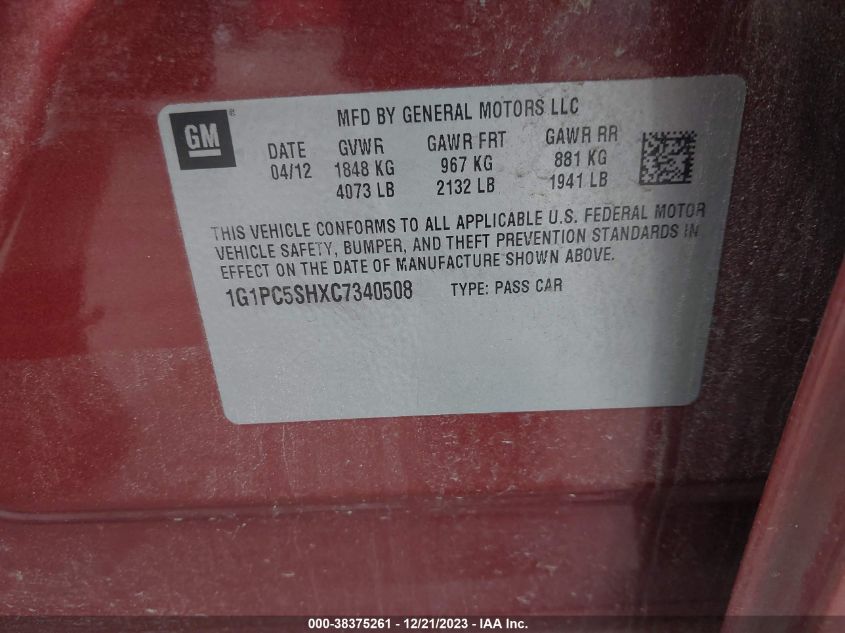 MFD BY GENERAL MOTORS LLC
GM®
DATE GVWR GAWR FRT GAWR RR
04/12 1848 KG 967 KG 881 KG
4073 LB 2132 LB 1941 LB
THIS VEHICLE CONFORMS TO ALL APPLICABLE U.S. FEDERAL MOTOR
VEHICLE SAFETY, BUMPER, AND THEFT PREVENTION STANDARDS IN
EFFECT ON THE DATE OF MANUFACTURE SHOWN ABOVE.
1G1PC5SHXC7340508 TYPE: PASS CAR
000-38375261 - 12/21/2023 - IAA Inc.